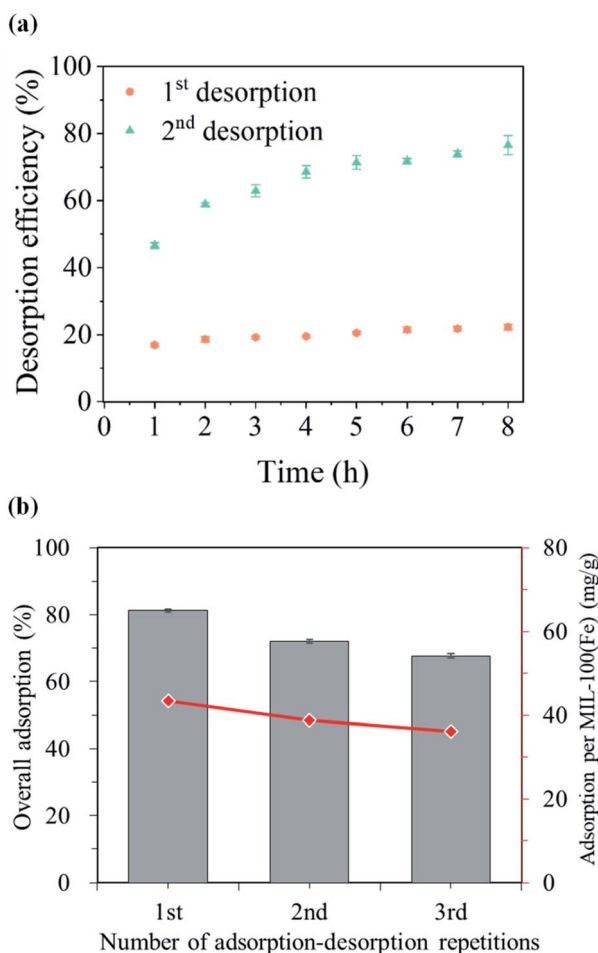 (a)
Desorption efficiency (%)
100
80
60
40
20
0
1st desorption
2nd desorption
0 1 2 3 4 5 6 7 8
Time (h)
(b)
Overall adsorption (%)
100
80
60
40
20
0
80
60
40
20
0
Adsorption per MIL-100(Fe) (mg/g)
1st 2nd 3rd
Number of adsorption-desorption repetitions